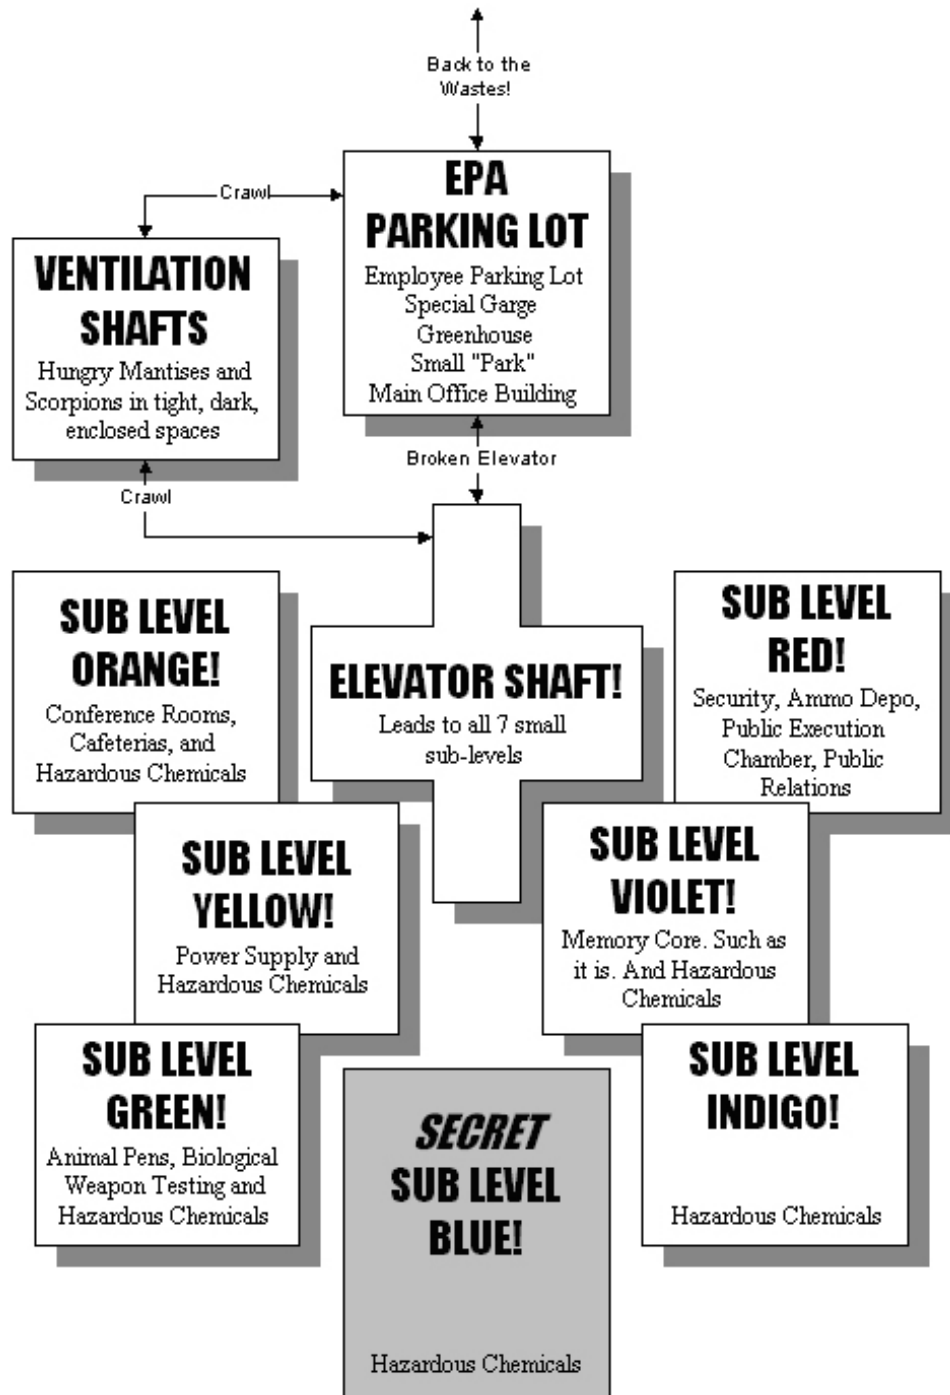 Back to the
Wastes!
EPA
PARKING LOT
Employee Parking Lot
Special Garge
Greenhouse
Small "Park"
Main Office Building
Crawl
VENTILATION
SHAFTS
Hungry Mantises and
Scorpions in tight, dark,
enclosed spaces
Broken Elevator
Crawl
ELEVATOR SHAFT!
Leads to all 7 small
sub-levels
SUB LEVEL
ORANGE!
Conference Rooms,
Cafeterias, and
Hazardous Chemicals
SUB LEVEL
RED!
Security, Ammo Depo,
Public Execution
Chamber, Public
Relations
SUB LEVEL
YELLOW!
Power Supply and
Hazardous Chemicals
SUB LEVEL
VIOLET!
Memory Core. Such as
it is. And Hazardous
Chemicals
SUB LEVEL
GREEN!
Animal Pens, Biological
Weapon Testing and
Hazardous Chemicals
SECRET
SUB LEVEL
BLUE!
Hazardous Chemicals
SUB LEVEL
INDIGO!
Hazardous Chemicals